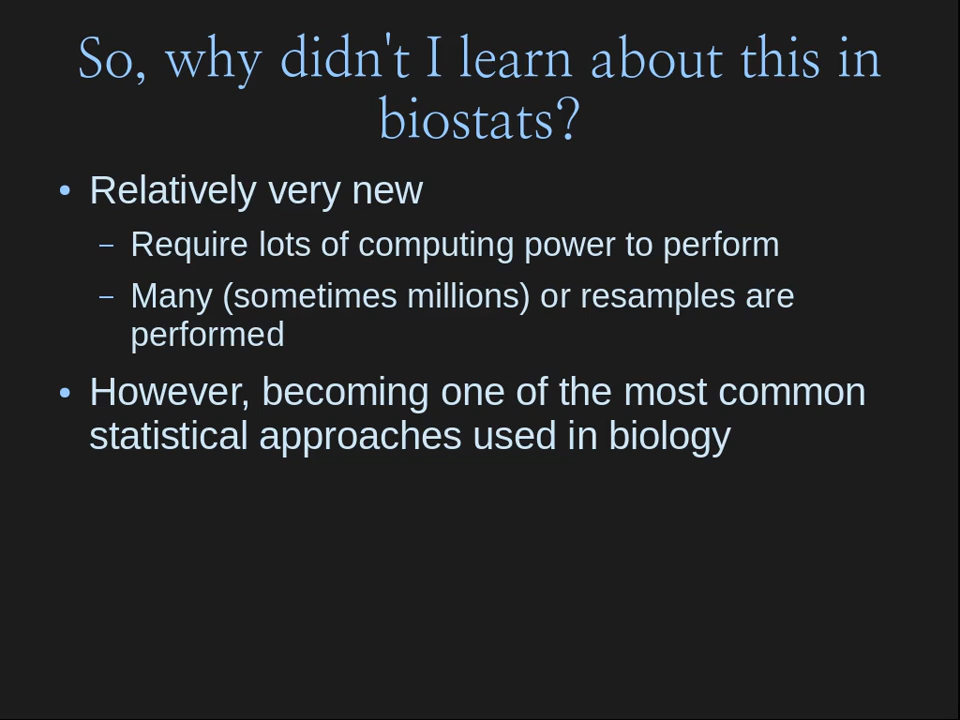 So, why didn't I learn about this in
biostats?
• Relatively very new
– Require lots of computing power to perform
– Many (sometimes millions) or resamples are
performed
• However, becoming one of the most common
statistical approaches used in biology